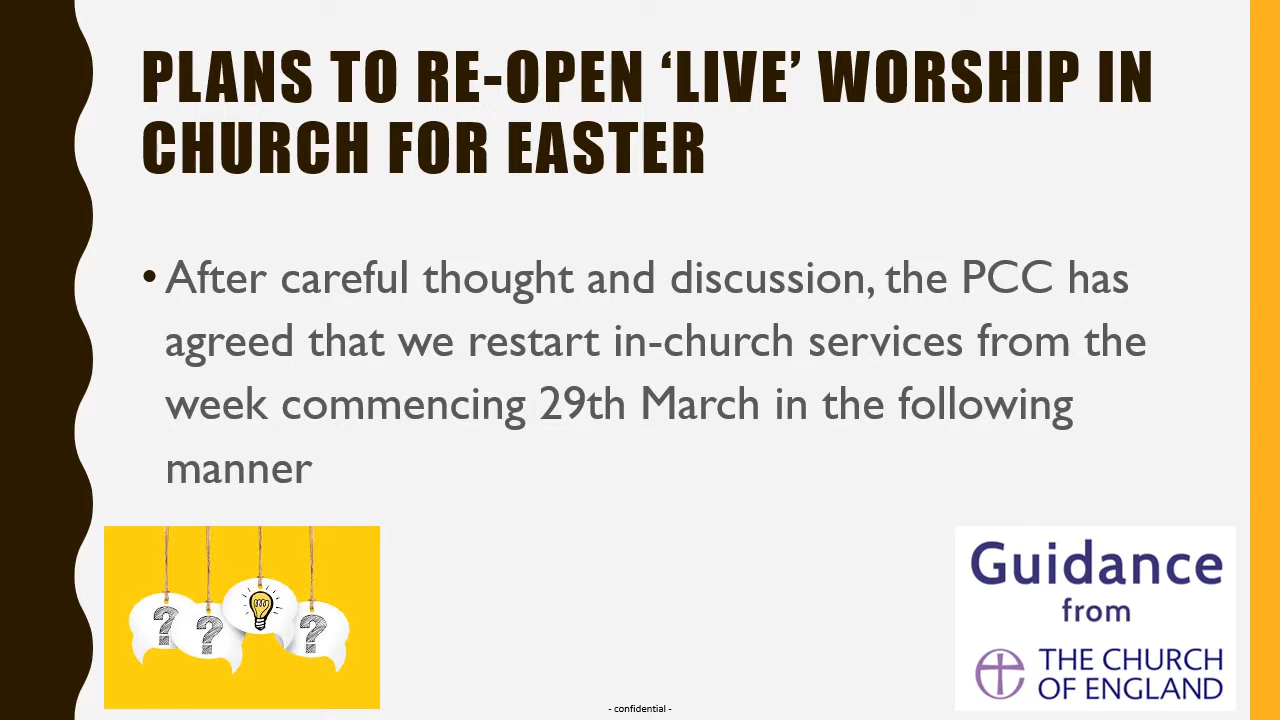 PLANS TO RE-OPEN ‘LIVE’ WORSHIP IN
CHURCH FOR EASTER
• After careful thought and discussion, the PCC has
agreed that we restart in-church services from the
week commencing 29th March in the following
manner
? ? ?
Guidance
from
THE CHURCH
OF ENGLAND
- confidential -